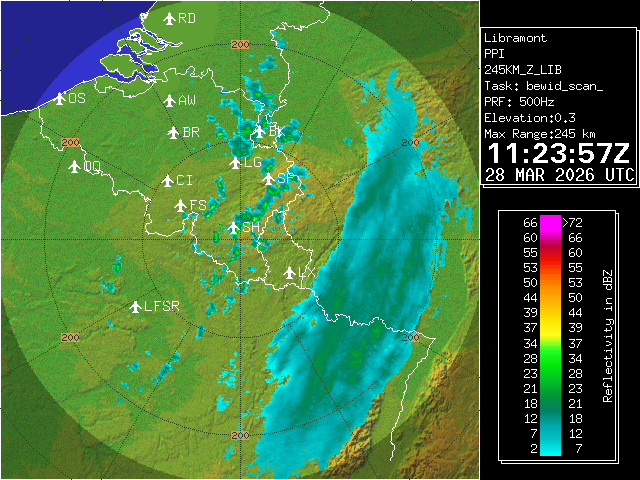 RD
200
OS
AW
BR
BK
200
200
LG
QQ
CI
SP
FS
SH
LX
LFSR
200
200
200
Libramont
PPI
245KM_Z_LIB
Task: bewid_scan_
PRF: 500Hz
Elevation:0.3
Max Range:245 km
11:23:57Z
28 MAR 2026 UTC
66 >72
60 66
55 60
53 55
50 53
44 50
39 44
37 39
34 37
28 34
23 28
21 23
18 21
12 18
7 12
2 7
Reflectivity in dBZ